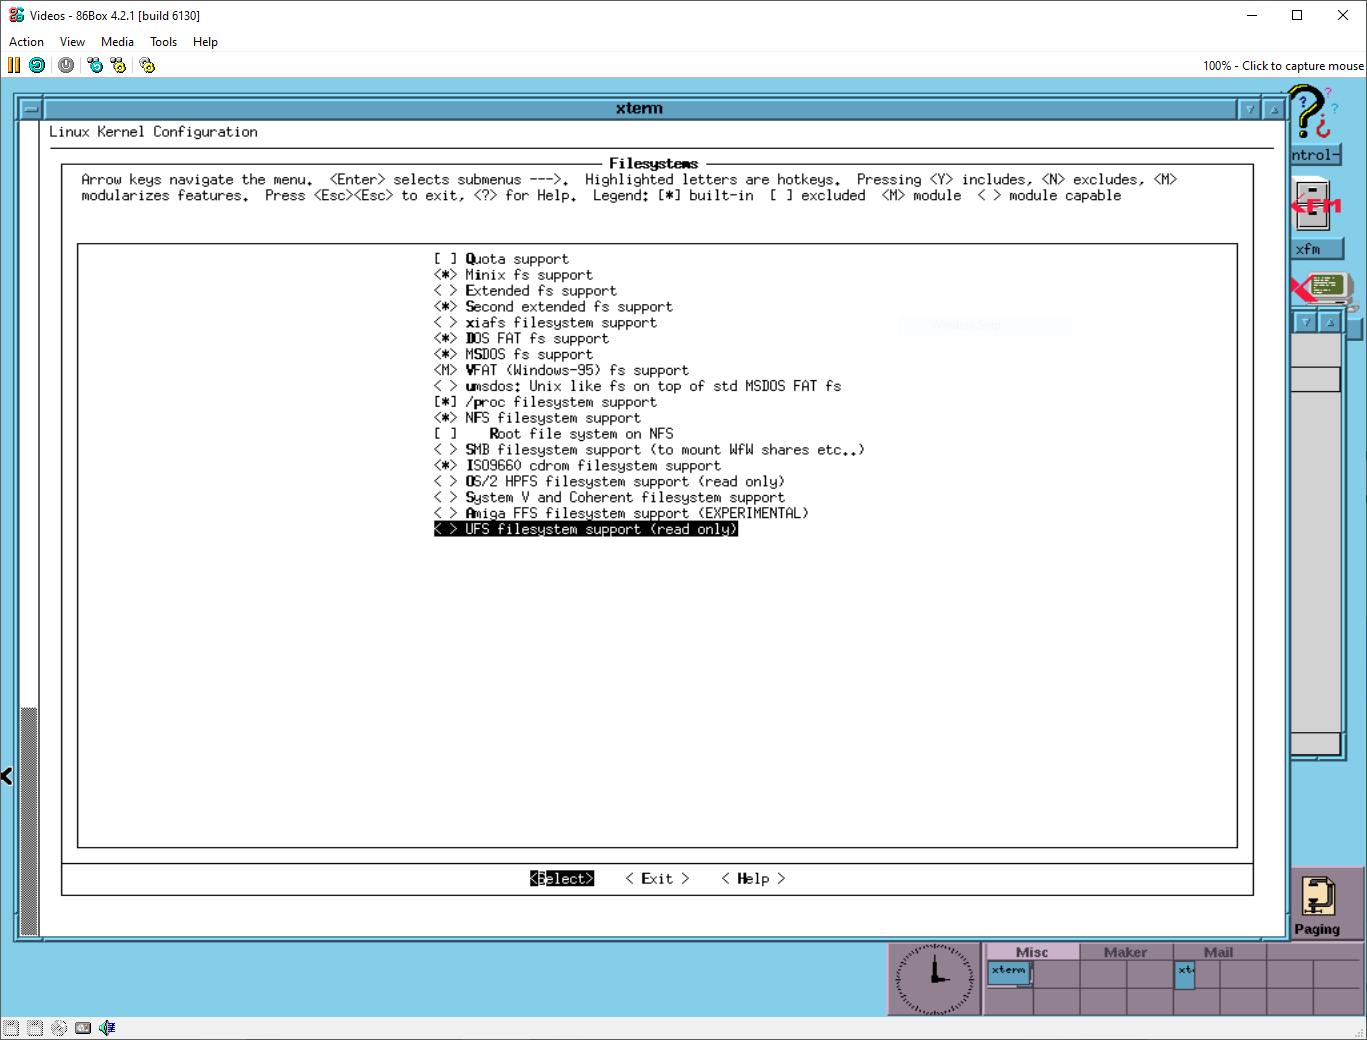 Videos - 86Box 4.2.1 [build 6130]
Action View Media Tools Help
100% - Click to capture mouse
xterm
Linux Kernel Configuration
Filesystems
Arrow keys navigate the menu. <Enter> selects submenus --->. Highlighted letters are hotkeys. Pressing <Y> includes, <N> excludes, <M>
modularizes features. Press <Esc><Esc> to exit, <?> for Help. Legend: [*] built-in [ ] excluded <M> module < > module capable
[ ] Quota support
<*> Minix fs support
< > Extended fs support
<*> Second extended fs support
< > xiafs filesystem support
<*> DOS FAT fs support
<*> MSDOS fs support
<M> VFAT (Windows-95) fs support
< > umsdos: Unix like fs on top of std MSDOS FAT fs
[*] /proc filesystem support
<*> NFS filesystem support
[ ] Root file system on NFS
< > SMB filesystem support (to mount WfW shares etc..)
<*> ISO9660 cdrom filesystem support
< > OS/2 HPFS filesystem support (read only)
< > System V and Coherent filesystem support
< > Amiga FFS filesystem support (EXPERIMENTAL)
< > UFS filesystem support (read only)
<Select> < Exit > < Help >
ntrol-
FM
xfm
X
Paging
Misc Maker Mail
xterm xt